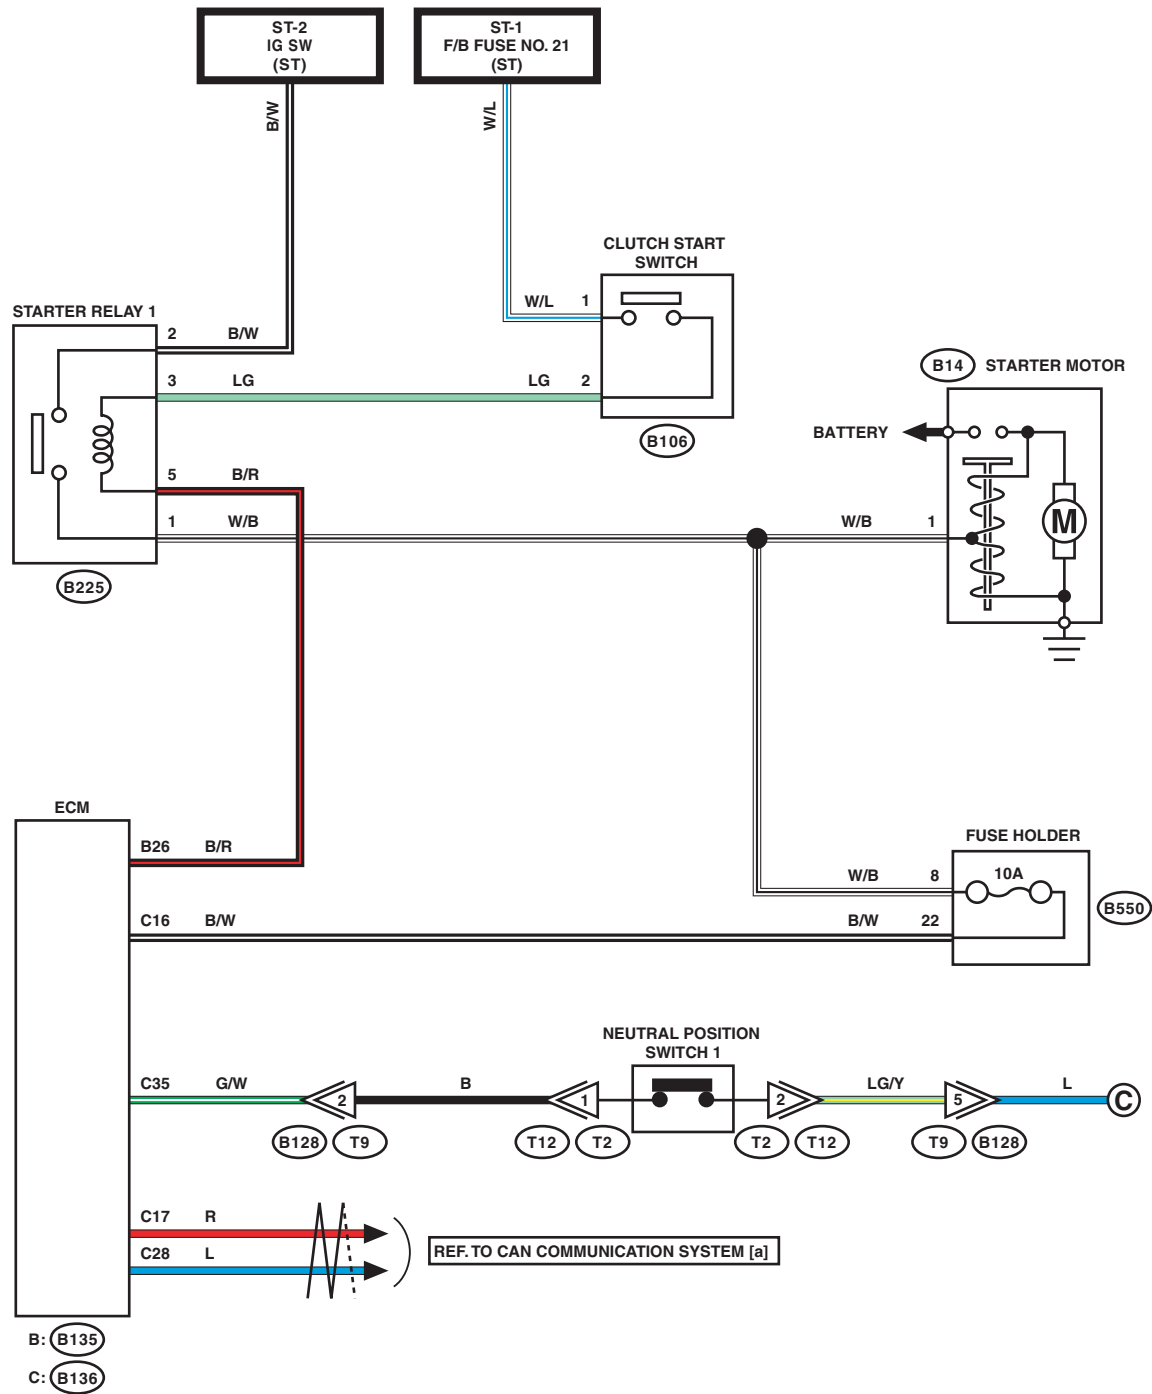 ST-2
IG SW
(ST)
ST-1
F/B FUSE NO. 21
(ST)
B/W
W/L
CLUTCH START
SWITCH
W/L 1
STARTER RELAY 1
2 B/W
3 LG
LG 2
B106
B14 STARTER MOTOR
BATTERY
M
5 B/R
1 W/B
W/B 1
B225
ECM
B26 B/R
FUSE HOLDER
10A
W/B 8
B550
C16 B/W
B/W 22
NEUTRAL POSITION
SWITCH 1
C35 G/W 2 B 1 2 LG/Y 5 L C
B128 T9 T12 T2 T2 T12 T9 B128
C17 R
C28 L
REF. TO CAN COMMUNICATION SYSTEM [a]
B: B135
C: B136